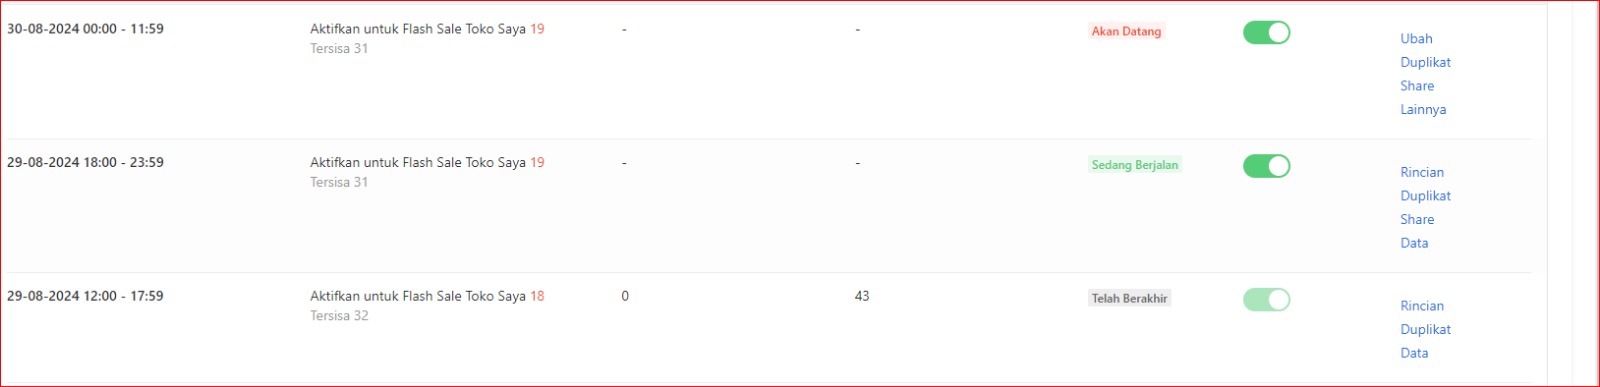 30-08-2024 00:00 - 11:59 Aktifkan untuk Flash Sale Toko Saya 19 - - Akan Datang
Tersisa 31
Ubah
Duplikat
Share
Lainnya
29-08-2024 18:00 - 23:59 Aktifkan untuk Flash Sale Toko Saya 19 - - Sedang Berjalan
Tersisa 31
Rincian
Duplikat
Share
Data
29-08-2024 12:00 - 17:59 Aktifkan untuk Flash Sale Toko Saya 18 0 43 Telah Berakhir
Tersisa 32
Rincian
Duplikat
Data